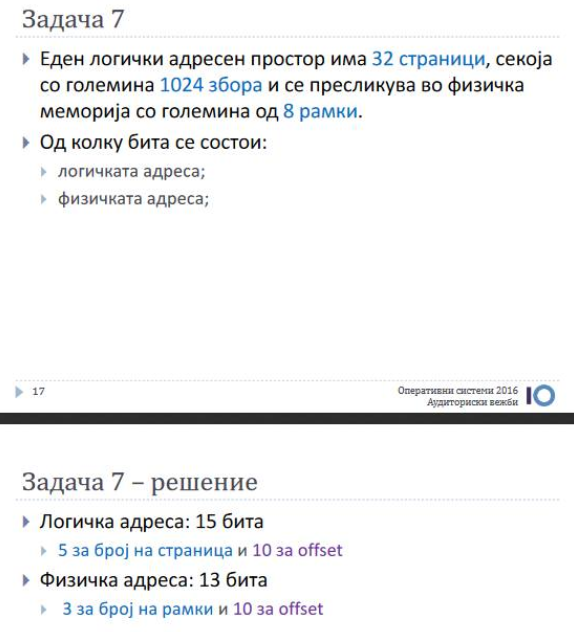 Задача 7
Еден логички адресен простор има 32 страници, секоја
со големина 1024 збора и се пресликува во физичка
меморија со големина од 8 рамки.
Од колку бита се состои:
логичката адреса;
физичката адреса;
17
Оперативни системи 2016
Аудиториски вежби
Задача 7 – решение
Логичка адреса: 15 бита
5 за број на страница и 10 за offset
Физичка адреса: 13 бита
3 за број на рамки и 10 за offset